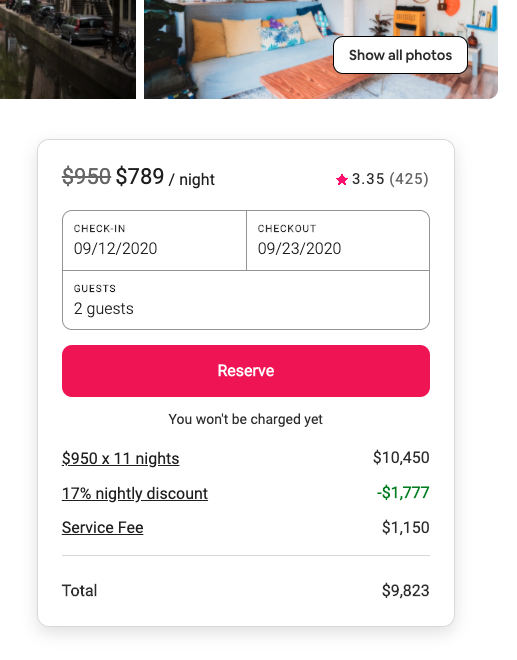 Show all photos
$950 $789 / night
3.35 (425)
CHECK-IN
09/12/2020
CHECKOUT
09/23/2020
GUESTS
2 guests
Reserve
You won't be charged yet
$950 x 11 nights $10,450
17% nightly discount -$1,777
Service Fee $1,150
Total $9,823